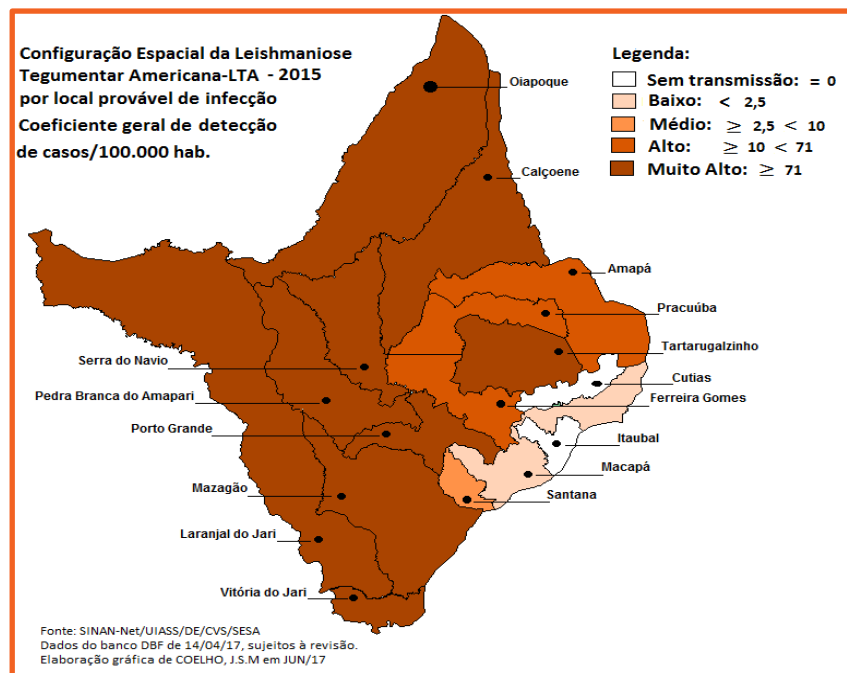 Configuração Espacial da Leishmaniose
Tegumentar Americana-LTA - 2015
por local provável de infecção
Coeficiente geral de detecção
de casos/100.000 hab.
Legenda:
Sem transmissão: = 0
Baixo: < 2,5
Médio: ≥ 2,5 < 10
Alto: ≥ 10 < 71
Muito Alto: ≥ 71
Oiapoque
Calçoene
Amapá
Pracuúba
Tartarugalzinho
Serra do Navio
Cutias
Pedra Branca do Amapari
Ferreira Gomes
Porto Grande
Itaubal
Macapá
Mazagão
Santana
Laranjal do Jari
Vitória do Jari
Fonte: SINAN-Net/UIASS/DE/CVS/SESA
Dados do banco DBF de 14/04/17, sujeitos à revisão.
Elaboração gráfica de COELHO, J.S.M em JUN/17